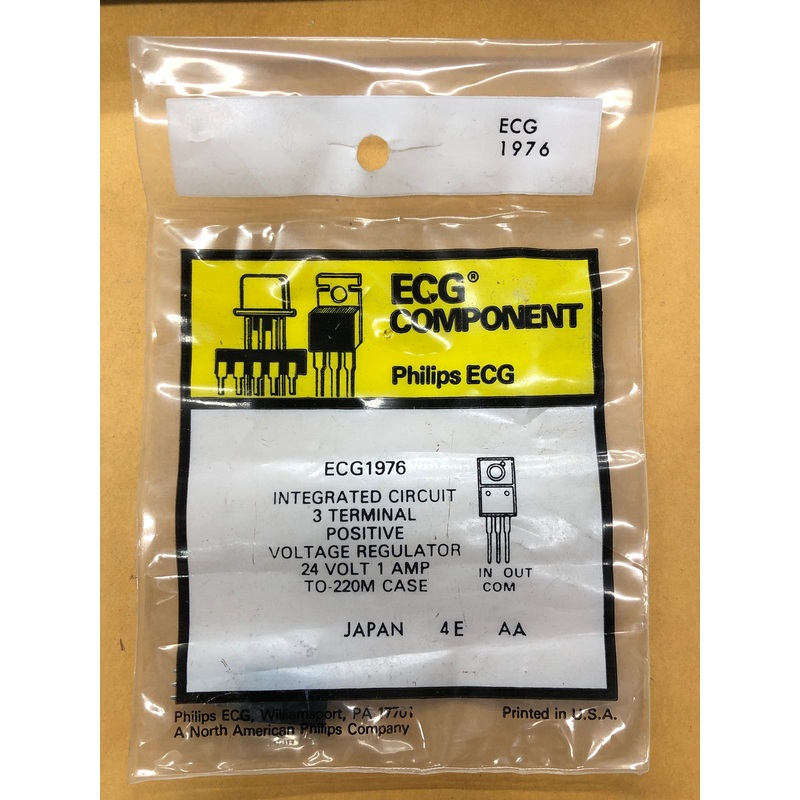 ECG
1976
ECG®
COMPONENT
Philips ECG
ECG1976
INTEGRATED CIRCUIT
3 TERMINAL
POSITIVE
VOLTAGE REGULATOR
24 VOLT 1 AMP
TO-220M CASE
IN OUT
COM
JAPAN 4E AA
Philips ECG, Williamsport, PA 17701
A North American Philips Company
Printed in U.S.A.